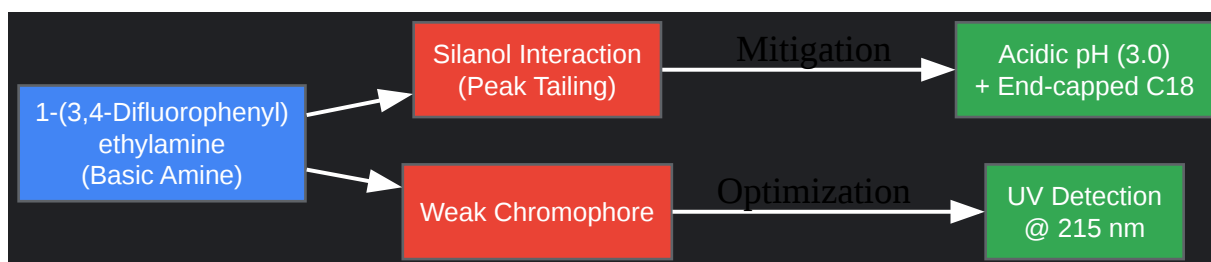 1-(3,4-Difluorophenyl)
ethylamine
(Basic Amine)
Silanol Interaction
(Peak Tailing)
Mitigation
Acidic pH (3.0)
+ End-capped C18
Weak Chromophore
Optimization
UV Detection
@ 215 nm